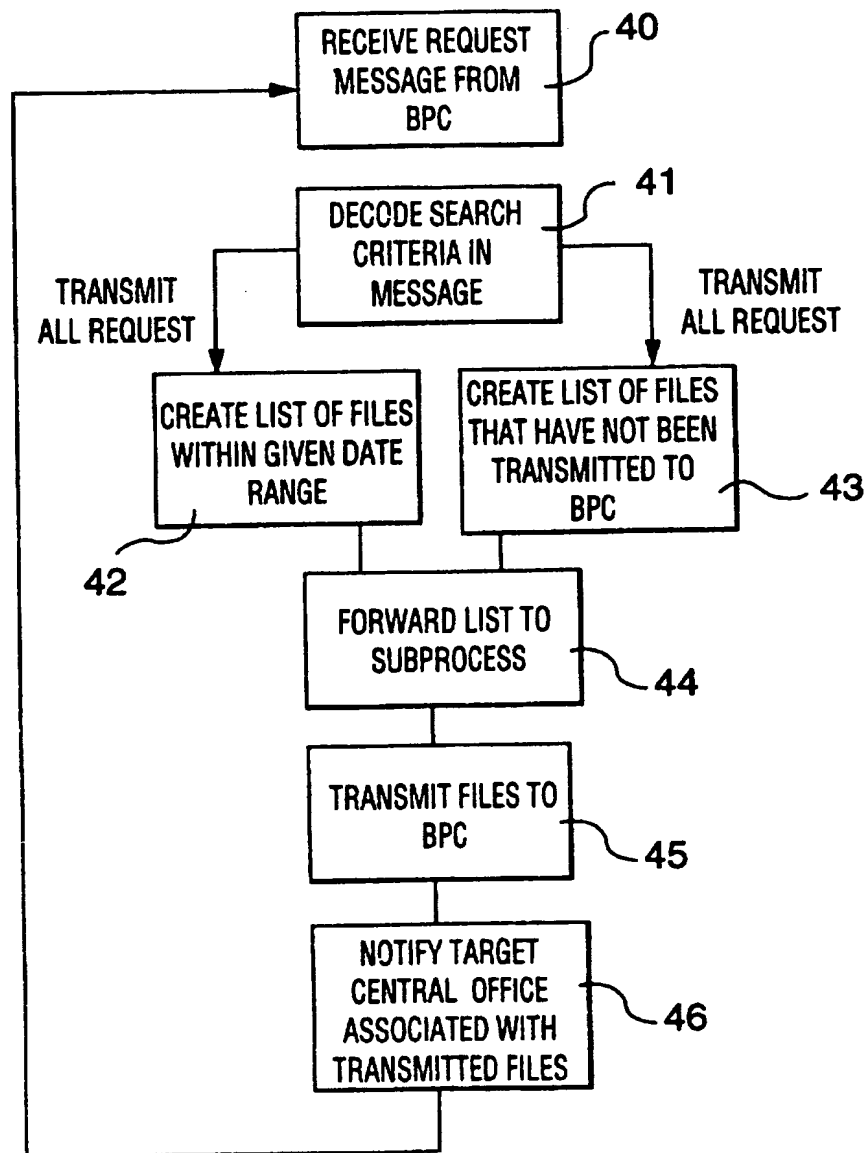 RECEIVE REQUEST
MESSAGE FROM
BPC
40
DECODE SEARCH
CRITERIA IN
MESSAGE
41
TRANSMIT
ALL REQUEST
TRANSMIT
ALL REQUEST
CREATE LIST OF FILES
WITHIN GIVEN DATE
RANGE
42
CREATE LIST OF FILES
THAT HAVE NOT BEEN
TRANSMITTED TO
BPC
43
FORWARD LIST TO
SUBPROCESS
44
TRANSMIT FILES TO
BPC
45
NOTIFY TARGET
CENTRAL OFFICE
ASSOCIATED WITH
TRANSMITTED FILES
46